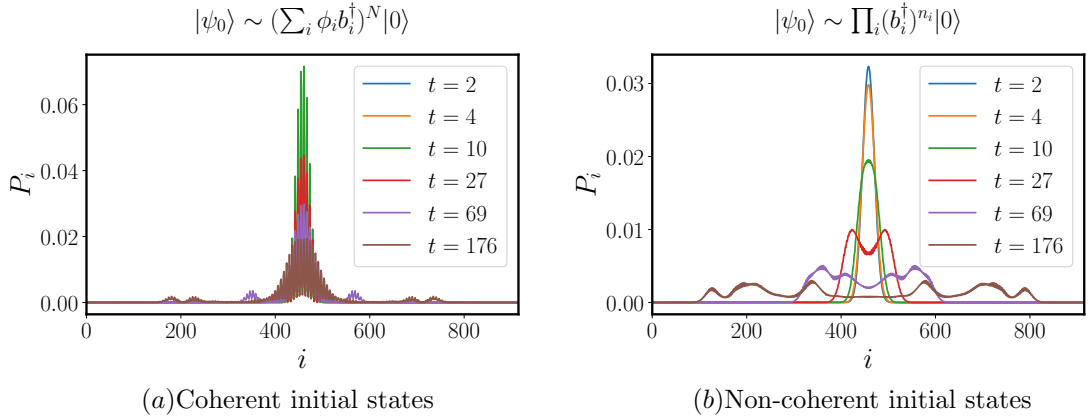 |ψ₀⟩ ∼ (∑ᵢ ϕᵢbᵢ†)ᴺ|0⟩
|ψ₀⟩ ∼ ∏ᵢ(bᵢ†)ⁿⁱ|0⟩
Pᵢ
0.06
0.04
0.02
0.00
t = 2
t = 4
t = 10
t = 27
t = 69
t = 176
0 200 400 600 800
i
Pᵢ
0.03
0.02
0.01
0.00
t = 2
t = 4
t = 10
t = 27
t = 69
t = 176
0 200 400 600 800
i
(a)Coherent initial states
(b)Non-coherent initial states